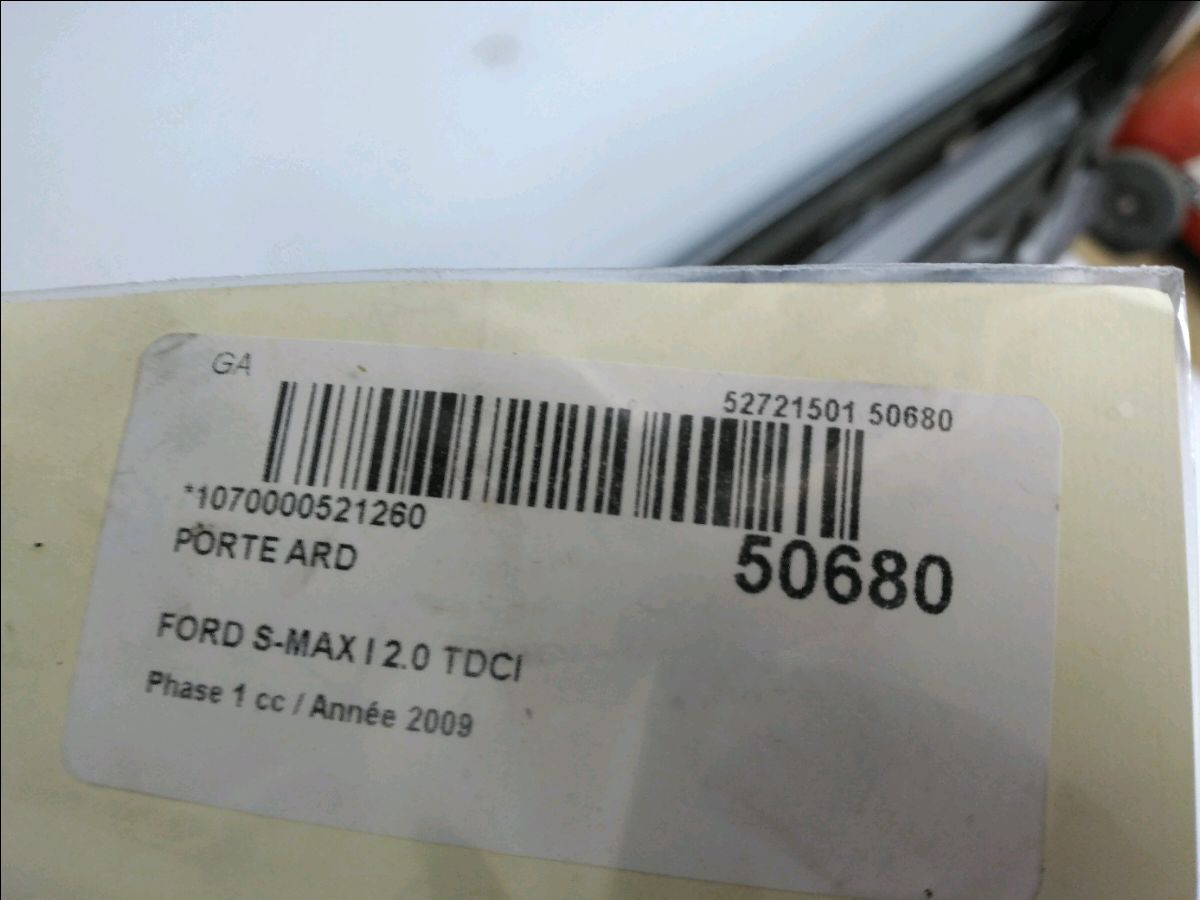 GA
52721501 50680
*1070000521260
PORTE ARD
50680
FORD S-MAX I 2.0 TDCI
Phase 1 cc / Année 2009